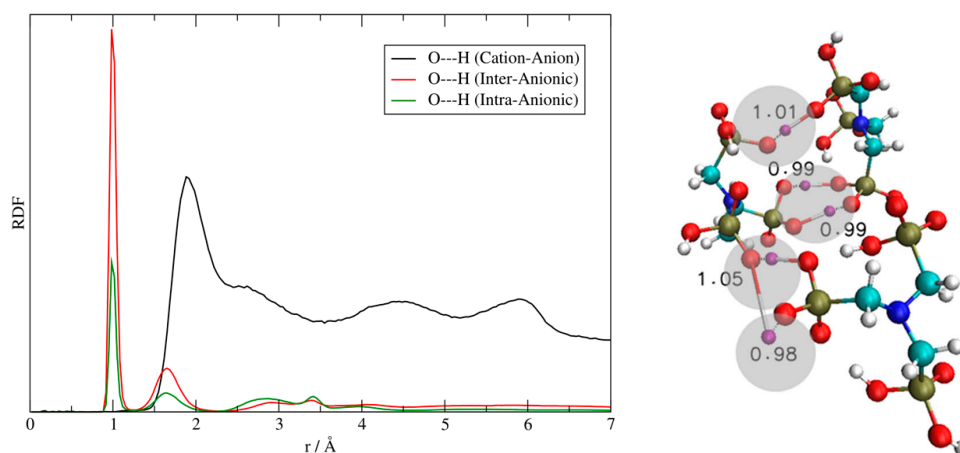 RDF
O---H (Cation-Anion)
O---H (Inter-Anionic)
O---H (Intra-Anionic)
0 1 2 3 4 5 6 7
r / Å
1.01
0.99
0.99
1.05
0.98